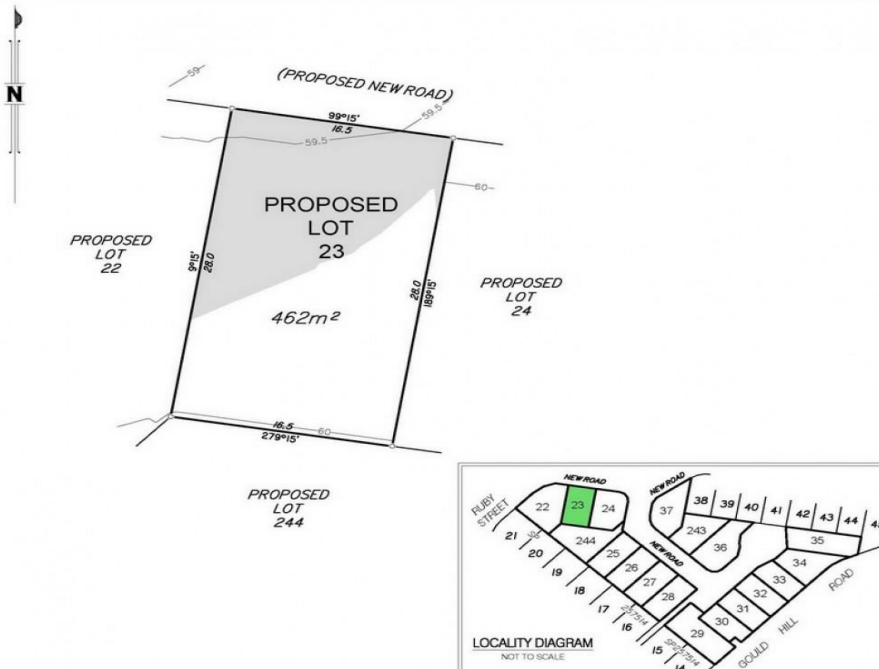 N
59
(PROPOSED NEW ROAD)
59.5
99°15'
16.5
59.5
60
PROPOSED
LOT
23
PROPOSED
LOT
22
9°15'
28.0
28.0
189°15'
PROPOSED
LOT
24
462m²
16.5
60
279°15'
PROPOSED
LOT
244
NEW ROAD
NEW ROAD
RUBY
STREET
22
23
24
37
38
39
40
41
42
43
44
243
36
35
21
20
19
18
17
16
15
244
25
26
27
28
NEW ROAD
34
33
32
31
30
29
SP257514
GOULD HILL ROAD
LOCALITY DIAGRAM
NOT TO SCALE